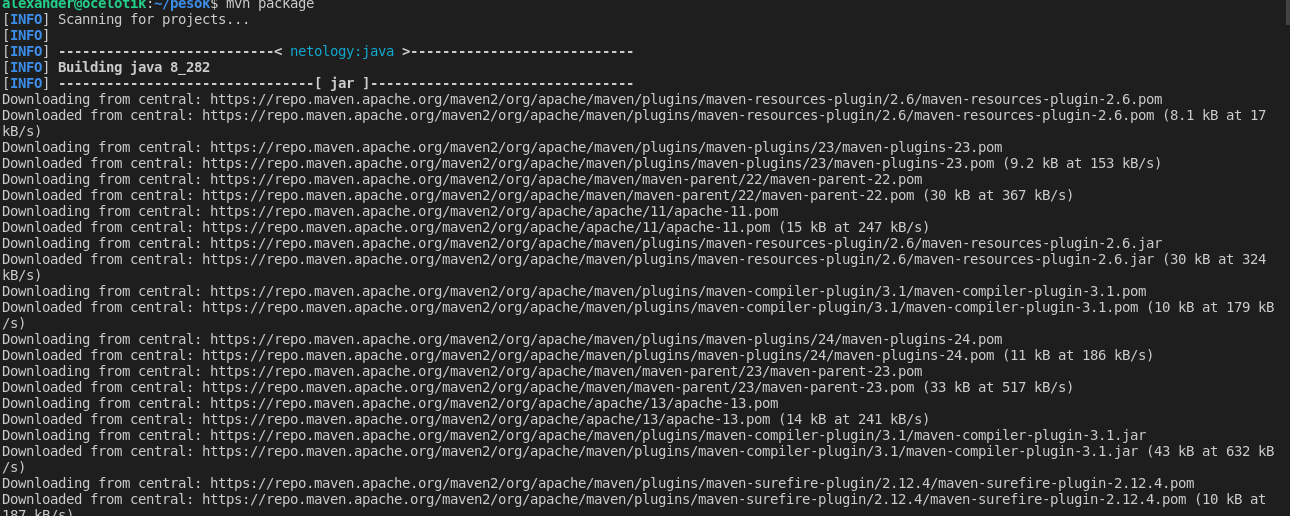 alexander@ocelotik:~/pesok$ mvn package
[INFO] Scanning for projects...
[INFO]
[INFO] ---------------------------< netology:java >----------------------------
[INFO] Building java 8_282
[INFO] --------------------------------[ jar ]---------------------------------
Downloading from central: https://repo.maven.apache.org/maven2/org/apache/maven/plugins/maven-resources-plugin/2.6/maven-resources-plugin-2.6.pom
Downloaded from central: https://repo.maven.apache.org/maven2/org/apache/maven/plugins/maven-resources-plugin/2.6/maven-resources-plugin-2.6.pom (8.1 kB at 17
kB/s)
Downloading from central: https://repo.maven.apache.org/maven2/org/apache/maven/plugins/maven-plugins/23/maven-plugins-23.pom
Downloaded from central: https://repo.maven.apache.org/maven2/org/apache/maven/plugins/maven-plugins/23/maven-plugins-23.pom (9.2 kB at 153 kB/s)
Downloading from central: https://repo.maven.apache.org/maven2/org/apache/maven/maven-parent/22/maven-parent-22.pom
Downloaded from central: https://repo.maven.apache.org/maven2/org/apache/maven/maven-parent/22/maven-parent-22.pom (30 kB at 367 kB/s)
Downloading from central: https://repo.maven.apache.org/maven2/org/apache/apache/11/apache-11.pom
Downloaded from central: https://repo.maven.apache.org/maven2/org/apache/apache/11/apache-11.pom (15 kB at 247 kB/s)
Downloading from central: https://repo.maven.apache.org/maven2/org/apache/maven/plugins/maven-resources-plugin/2.6/maven-resources-plugin-2.6.jar
Downloaded from central: https://repo.maven.apache.org/maven2/org/apache/maven/plugins/maven-resources-plugin/2.6/maven-resources-plugin-2.6.jar (30 kB at 324
kB/s)
Downloading from central: https://repo.maven.apache.org/maven2/org/apache/maven/plugins/maven-compiler-plugin/3.1/maven-compiler-plugin-3.1.pom
Downloaded from central: https://repo.maven.apache.org/maven2/org/apache/maven/plugins/maven-compiler-plugin/3.1/maven-compiler-plugin-3.1.pom (10 kB at 179 kB
/s)
Downloading from central: https://repo.maven.apache.org/maven2/org/apache/maven/plugins/maven-plugins/24/maven-plugins-24.pom
Downloaded from central: https://repo.maven.apache.org/maven2/org/apache/maven/plugins/maven-plugins/24/maven-plugins-24.pom (11 kB at 186 kB/s)
Downloading from central: https://repo.maven.apache.org/maven2/org/apache/maven/maven-parent/23/maven-parent-23.pom
Downloaded from central: https://repo.maven.apache.org/maven2/org/apache/maven/maven-parent/23/maven-parent-23.pom (33 kB at 517 kB/s)
Downloading from central: https://repo.maven.apache.org/maven2/org/apache/apache/13/apache-13.pom
Downloaded from central: https://repo.maven.apache.org/maven2/org/apache/apache/13/apache-13.pom (14 kB at 241 kB/s)
Downloading from central: https://repo.maven.apache.org/maven2/org/apache/maven/plugins/maven-compiler-plugin/3.1/maven-compiler-plugin-3.1.jar
Downloaded from central: https://repo.maven.apache.org/maven2/org/apache/maven/plugins/maven-compiler-plugin/3.1/maven-compiler-plugin-3.1.jar (43 kB at 632 kB
/s)
Downloading from central: https://repo.maven.apache.org/maven2/org/apache/maven/plugins/maven-surefire-plugin/2.12.4/maven-surefire-plugin-2.12.4.pom
Downloaded from central: https://repo.maven.apache.org/maven2/org/apache/maven/plugins/maven-surefire-plugin/2.12.4/maven-surefire-plugin-2.12.4.pom (10 kB at
187 kB/s)